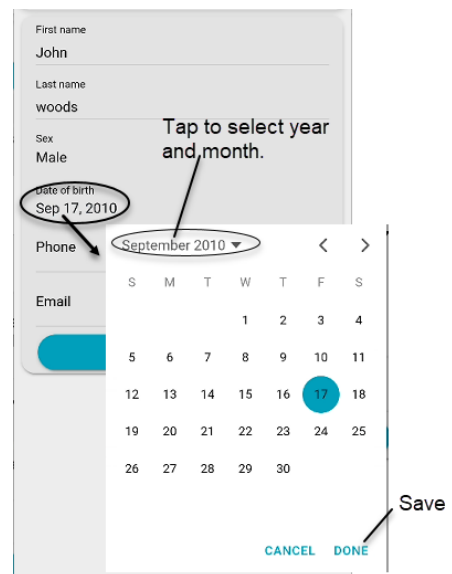 First name
John
Last name
woods
Sex
Male
Tap to select year
and month.
Date of birth
Sep 17, 2010
Phone
Email
September 2010
S M T W T F S
1 2 3 4
5 6 7 8 9 10 11
12 13 14 15 16 17 18
19 20 21 22 23 24 25
26 27 28 29 30
CANCEL DONE
Save